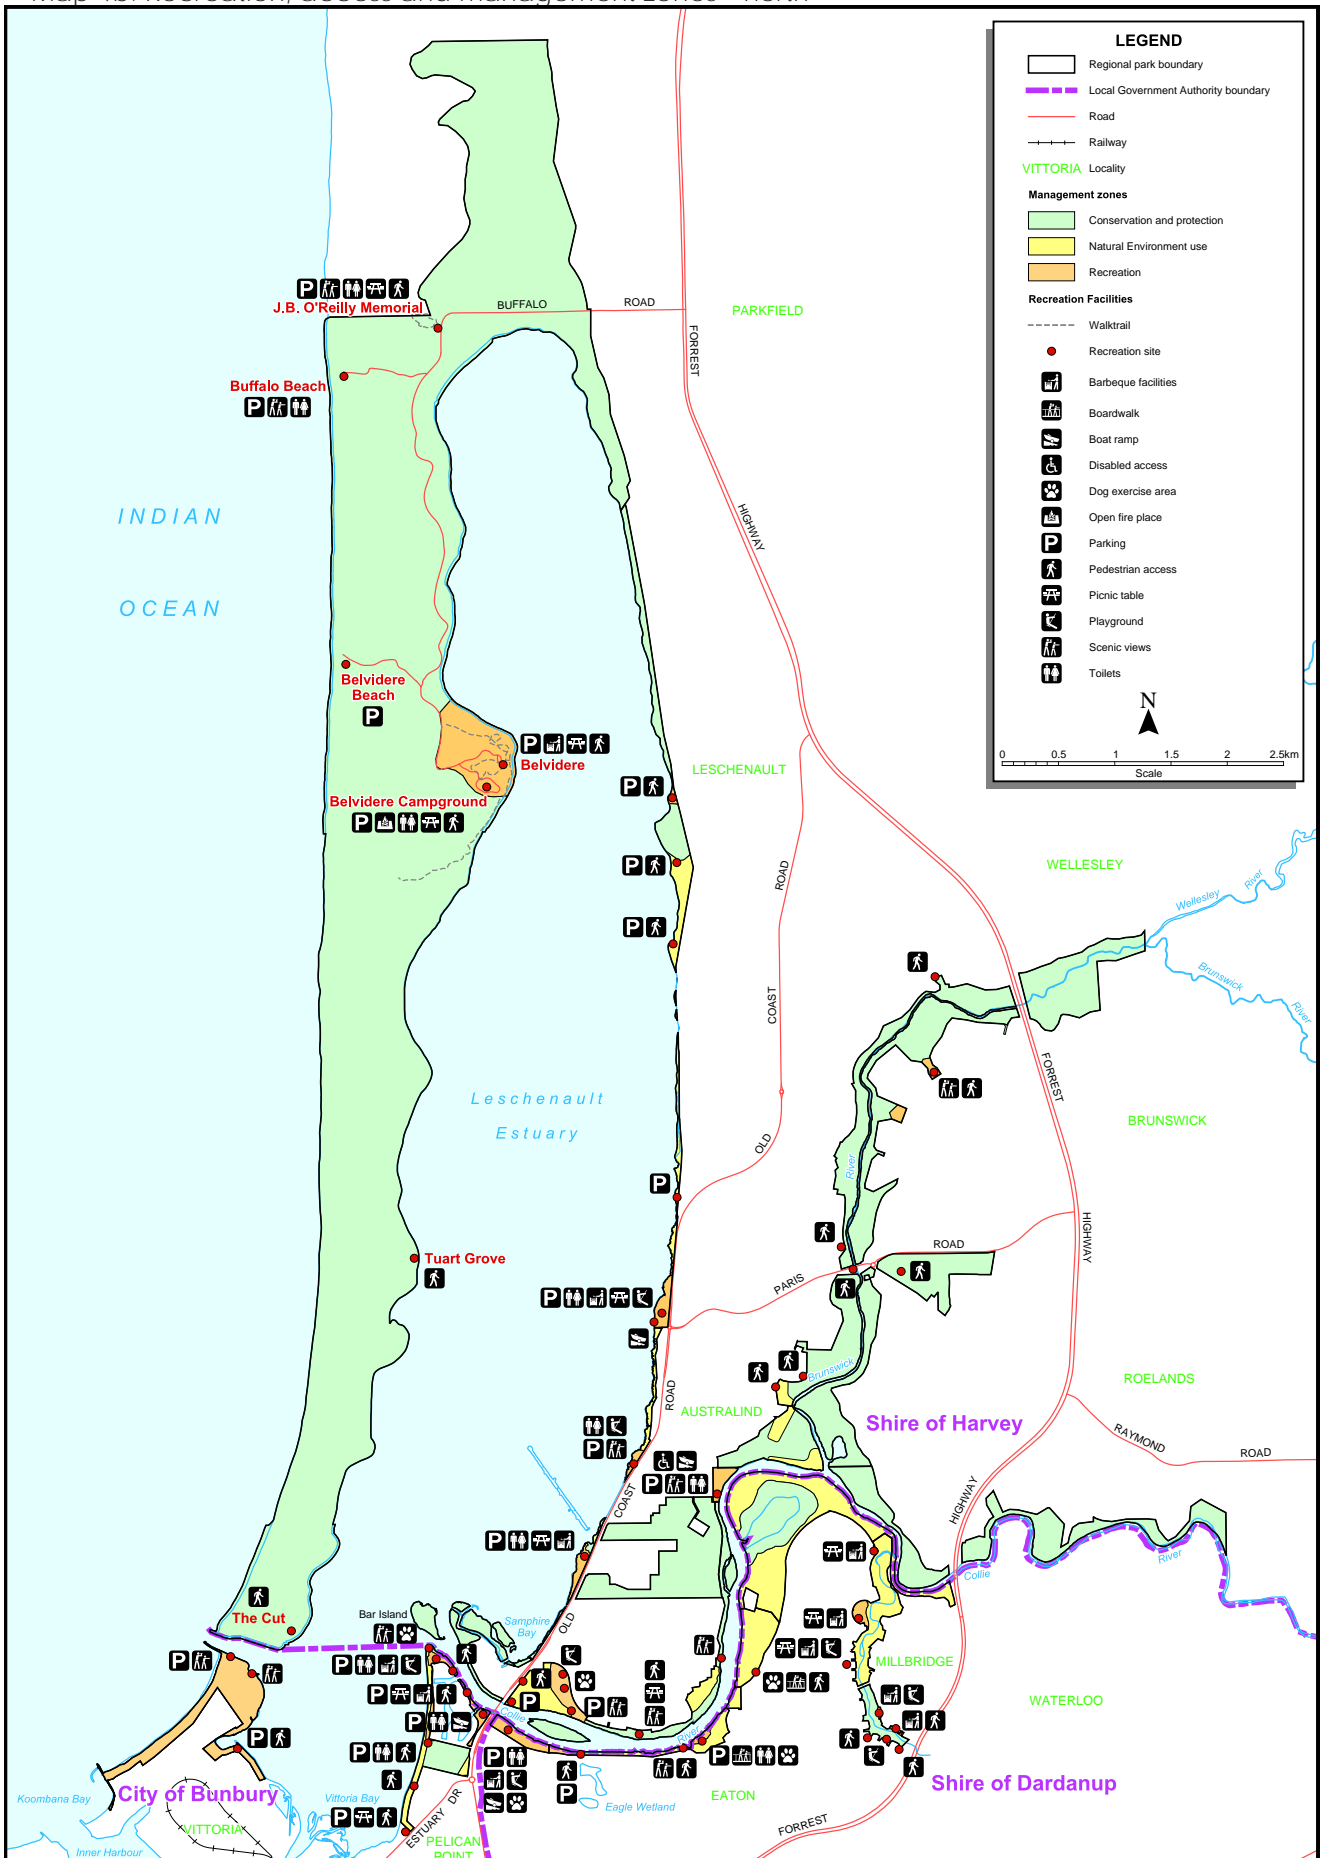 LEGEND
Regional park boundary
Local Government Authority boundary
Road
Railway
VITTORIA Locality
Management zones
Conservation and protection
Natural Environment use
Recreation
Recreation Facilities
Walktrail
Recreation site
Barbeque facilities
Boardwalk
Boat ramp
Disabled access
Dog exercise area
Open fire place
P Parking
Pedestrian access
Picnic table
Playground
Scenic views
Toilets
N
0 0.5 1 1.5 2 2.5km
Scale
P
J.B. O'Reilly Memorial
BUFFALO ROAD
PARKFIELD
FORREST
HIGHWAY
Buffalo Beach
P
INDIAN
OCEAN
Belvidere
Beach
P
P
Belvidere
Belvidere Campground
P
P
LESCHENAULT
P
P
ROAD
COAST
OLD
WELLESLEY
Wellesley
River
Brunswick
River
FORREST
HIGHWAY
BRUNSWICK
Leschenault
Estuary
River
P
Tuart Grove
P
PARIS
ROAD
Brunswick
ROAD
AUSTRALIND
Shire of Harvey
ROELANDS
RAYMOND
ROAD
P
P
COAST
HIGHWAY
P
Collie
River
The Cut
Bar Island
Samphire
Bay
OLD
P
P
P
P
P
P
Collie
River
MILLBRIDGE
WATERLOO
P
P
P
P
P
P
City of Bunbury
Koombana Bay
Vittoria Bay
VITTORIA
Inner Harbour
ESTUARY DR
PELICAN
POINT
Eagle Wetland
EATON
FORREST
Shire of Dardanup